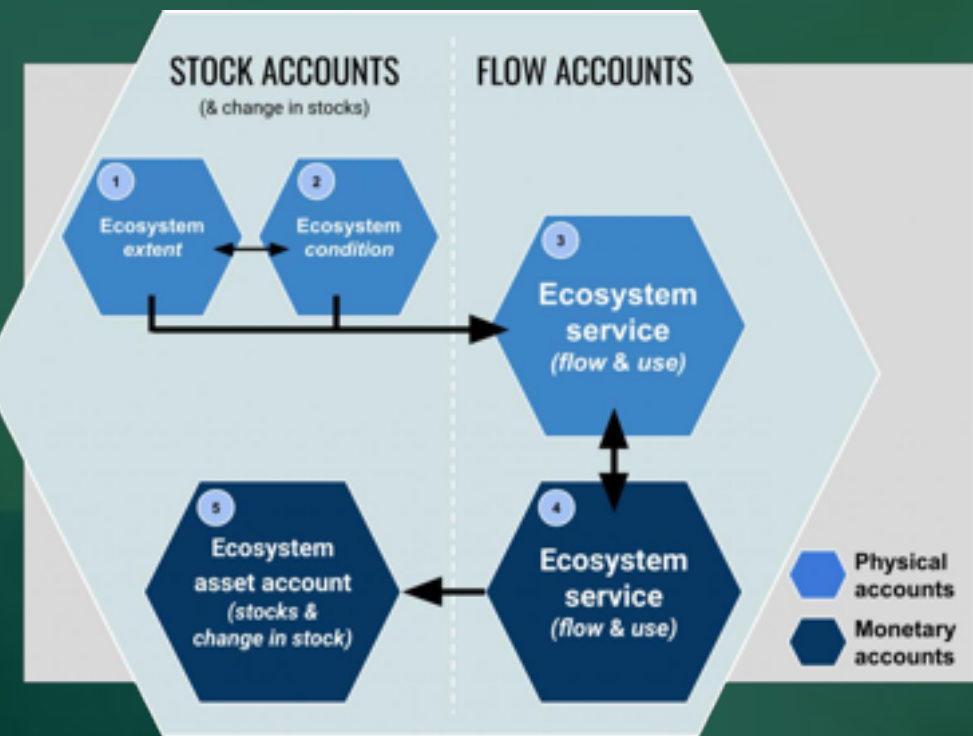 STOCK ACCOUNTS
(& change in stocks)
FLOW ACCOUNTS
1
Ecosystem
extent
2
Ecosystem
condition
3
Ecosystem
service
(flow & use)
4
Ecosystem
service
(flow & use)
5
Ecosystem
asset account
(stocks &
change in stock)
Physical
accounts
Monetary
accounts